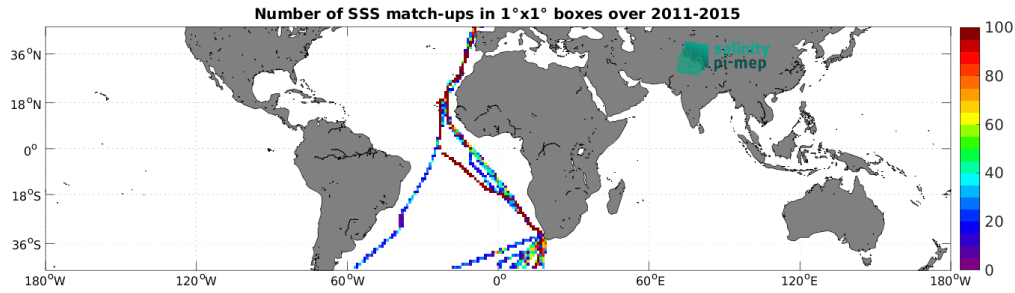 Number of SSS match-ups in 1°x1° boxes over 2011-2015
salinity
pi-mep
36°N
18°N
0°
18°S
36°S
180°W 120°W 60°W 0° 60°E 120°E 180°W
100
80
60
40
20
0